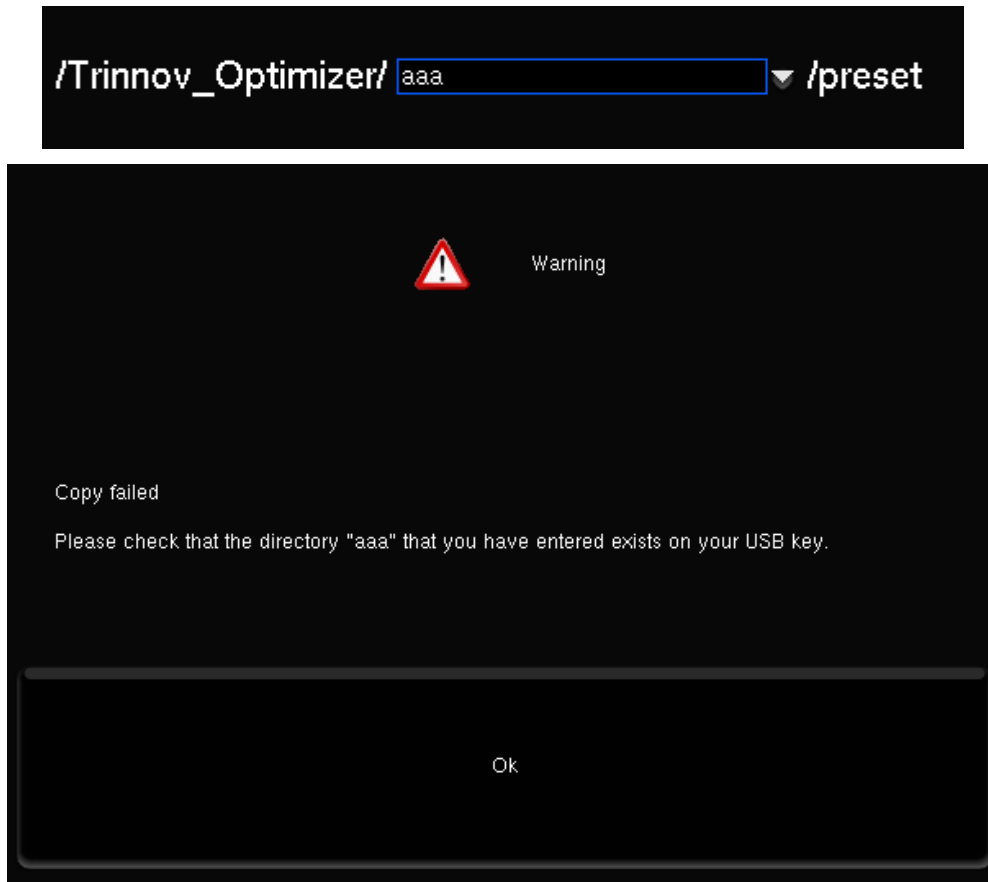 /Trinnov_Optimizer/ aaa /preset
Warning
Copy failed
Please check that the directory "aaa" that you have entered exists on your USB key.
Ok